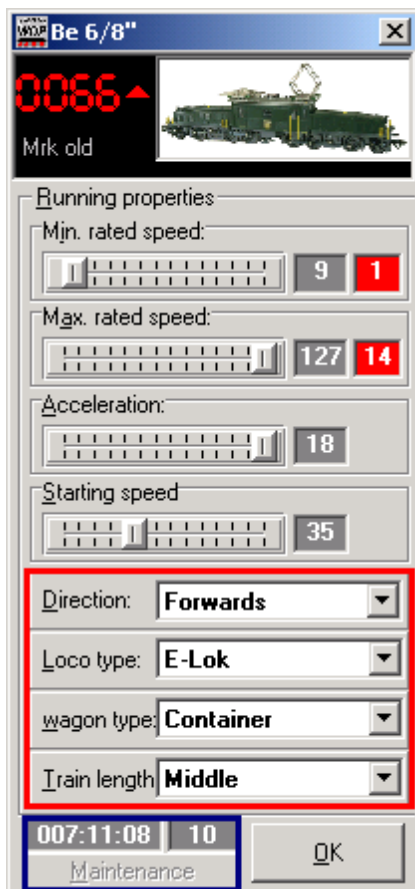 Be 6/8"
0066
Mrk old
Running properties
Min. rated speed:
9 1
Max. rated speed:
127 14
Acceleration:
18
Starting speed
35
Direction: Forwards
Loco type: E-Lok
wagon type: Container
Train length Middle
007:11:08 10
Maintenance OK